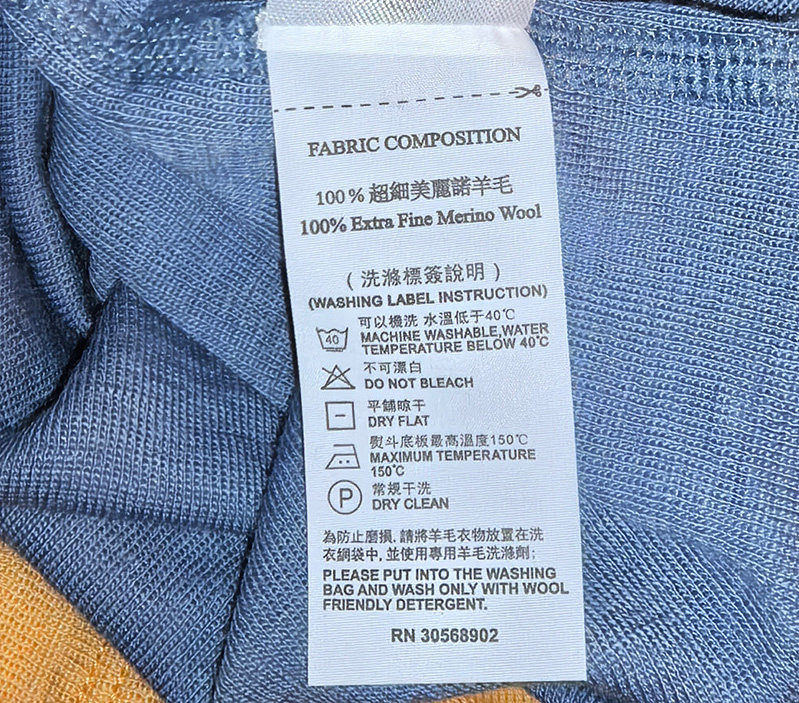 FABRIC COMPOSITION
100% 超細美麗諾羊毛
100% Extra Fine Merino Wool
(洗滌標簽說明)
(WASHING LABEL INSTRUCTION)
40
可以機洗 水溫低于40℃
MACHINE WASHABLE,WATER
TEMPERATURE BELOW 40℃
不可漂白
DO NOT BLEACH
平鋪晾干
DRY FLAT
熨斗底板最高溫度150℃
MAXIMUM TEMPERATURE
150℃
P
常規干洗
DRY CLEAN
為防止磨損,請將羊毛衣物放置在洗
衣網袋中,並使用專用羊毛洗滌劑;
PLEASE PUT INTO THE WASHING
BAG AND WASH ONLY WITH WOOL
FRIENDLY DETERGENT.
RN 30568902